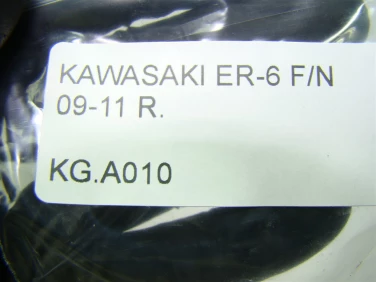 KAWASAKI ER-6 F/N
09-11 R.
KG.A010